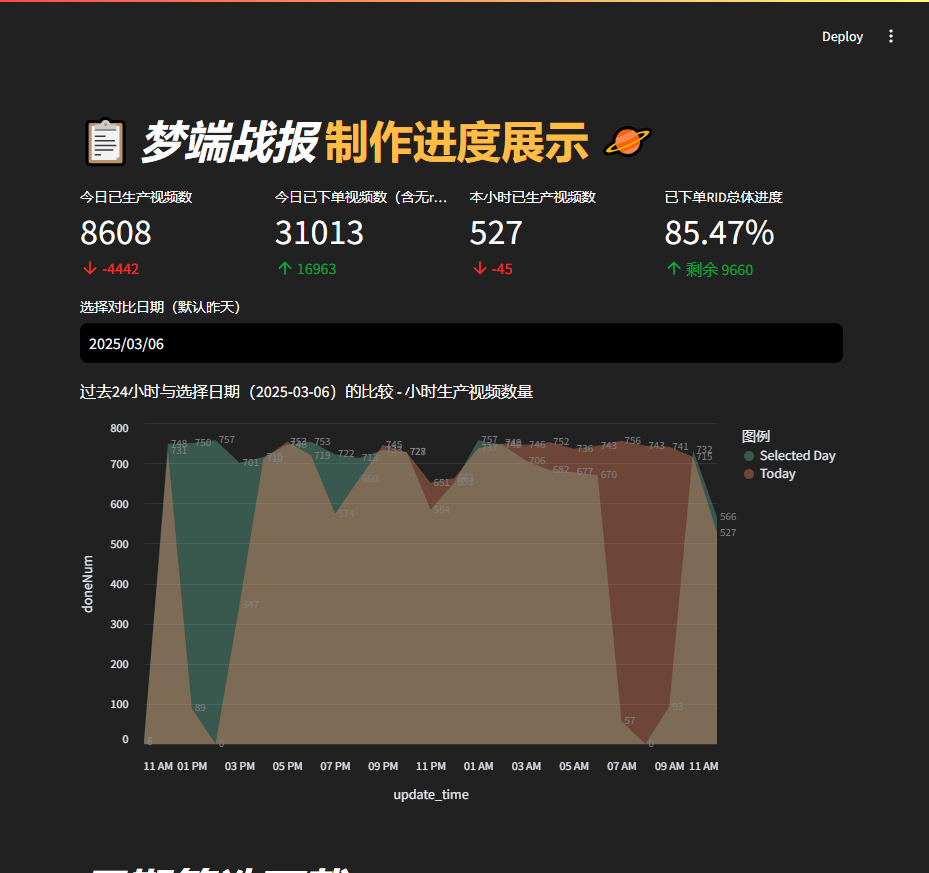 Deploy
梦端战报 制作进度展示
今日已生产视频数
8608
-4442
今日已下单视频数（含无r…
31013
16963
本小时已生产视频数
527
-45
已下单RID总体进度
85.47%
剩余 9660
选择对比日期（默认昨天）
2025/03/06
过去24小时与选择日期（2025-03-06）的比较 - 小时生产视频数量
图例
Selected Day
Today
doneNum
800
700
600
500
400
300
200
100
0
748 750 757 753 753 722 713 745 728 757 749 746 752 736 743 756 743 741 732
731 701 719 719 660 733 651 737 748 706 682 677 670 715
574 584
566
527
347
89 57 93
0 0
11 AM 01 PM 03 PM 05 PM 07 PM 09 PM 11 PM 01 AM 03 AM 05 AM 07 AM 09 AM 11 AM
update_time